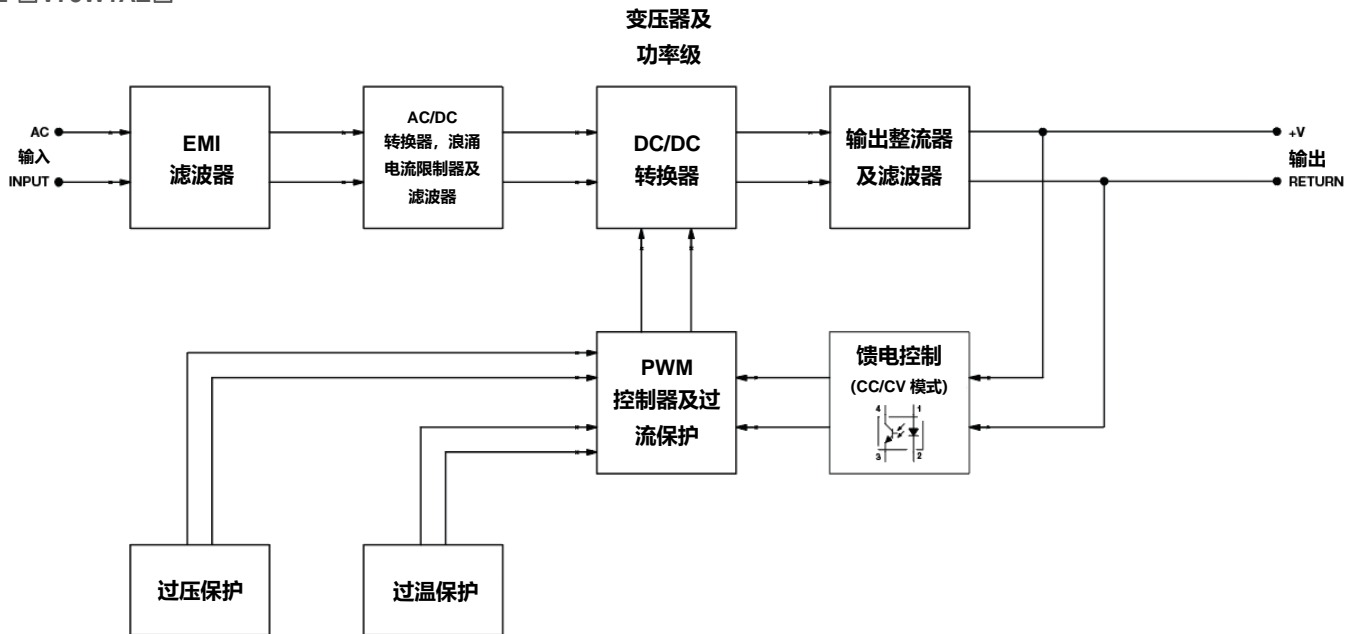 变压器及
功率级
AC
输入
INPUT
EMI
滤波器
AC/DC
转换器，浪涌
电流限制器及
滤波器
DC/DC
转换器
输出整流器
及滤波器
+V
输出
RETURN
PWM
控制器及过
流保护
馈电控制
(CC/CV 模式)
4 1
3 2
过压保护
过温保护